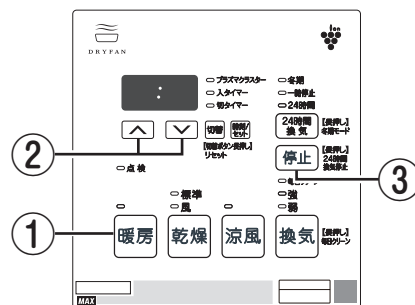 DRYFAN
ion
プラズマクラスター
入タイマー
切タイマー
冬期
一時停止
24時間
:
切替
時刻/セット
24時間
換気
【長押し】
冬期モード
【切替ボタン長押し】
リセット
②
点検
停止
【長押し】
24時間
換気停止
③
標準
風
強
弱
①
暖房
乾燥
涼風
換気
【長押し】
毎日クリーン
MAX